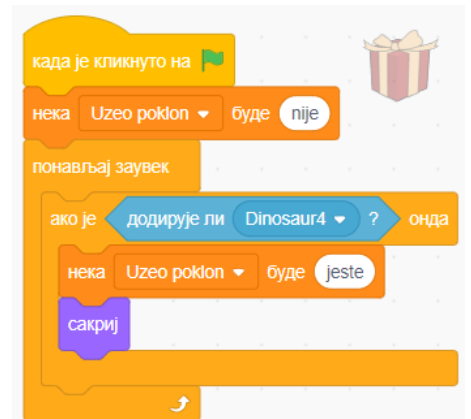 када је кликнуто на
нека Uzeo poklon буде nije
понављај заувек
ако је додирује ли Dinosaur4 ? онда
нека Uzeo poklon буде jeste
сакриј